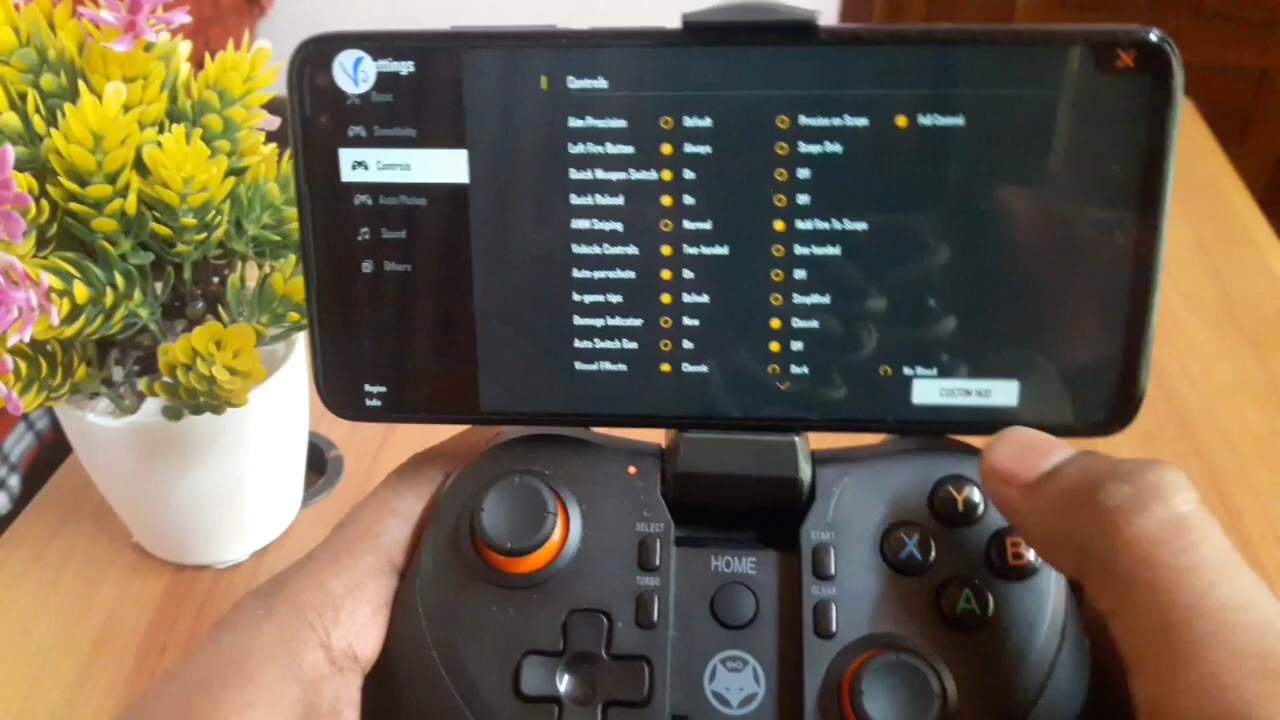 ettings
Basic
Sensitivity
Controls
Auto Pickup
Sound
Others
Region
India
Controls
Aim Precision Default Precise on Scope Full Control
Left Fire Button Always Scope Only
Quick Weapon Switch On Off
Quick Reload On Off
AWM Sniping Normal Hold Fire To Scope
Vehicle Controls Two-handed One-handed
Auto-parachute On Off
In-game tips Default Simplified
Damage Indicator New Classic
Auto Switch Gun On Off
Visual Effects Classic Dark No Blood
CUSTOM HUD
SELECT
TURBO
HOME
START
CLEAR
Y
X
B
A